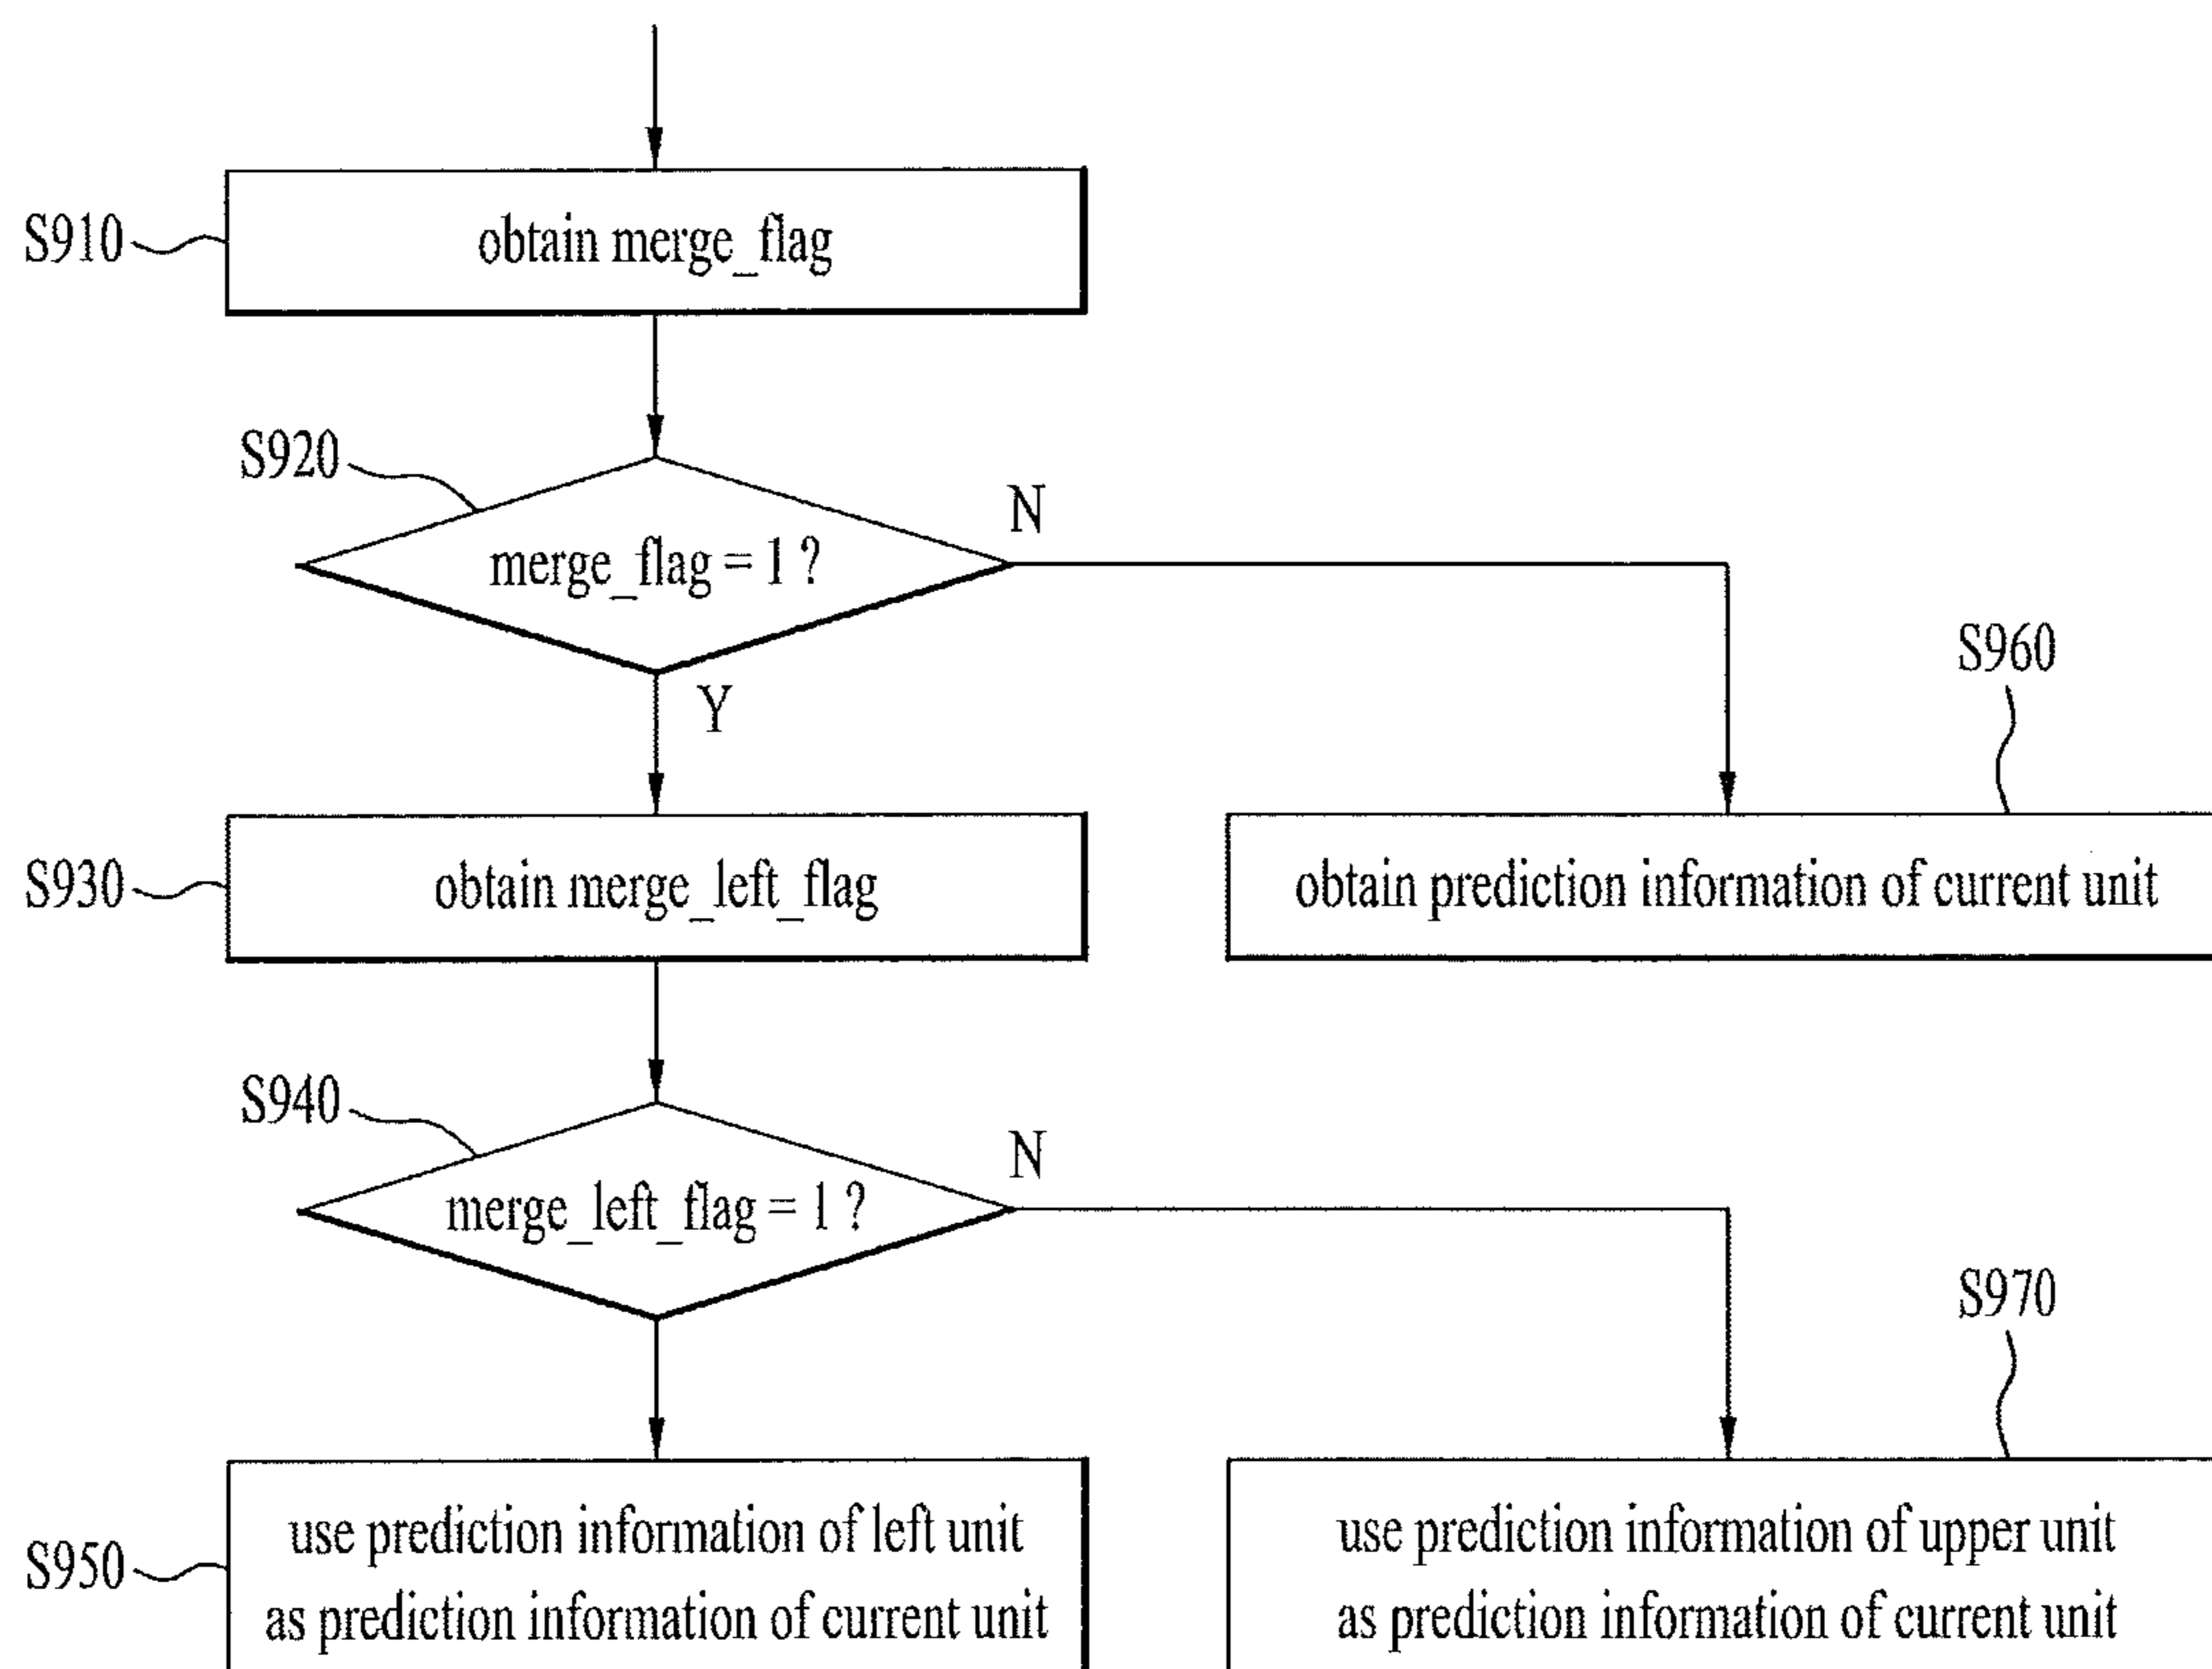 S910
obtain merge_flag
S920
merge_flag = 1 ?
N
Y
S960
S930
obtain merge_left_flag
obtain prediction information of current unit
S940
merge_left_flag = 1 ?
N
S970
S950
use prediction information of left unit
as prediction information of current unit
use prediction information of upper unit
as prediction information of current unit